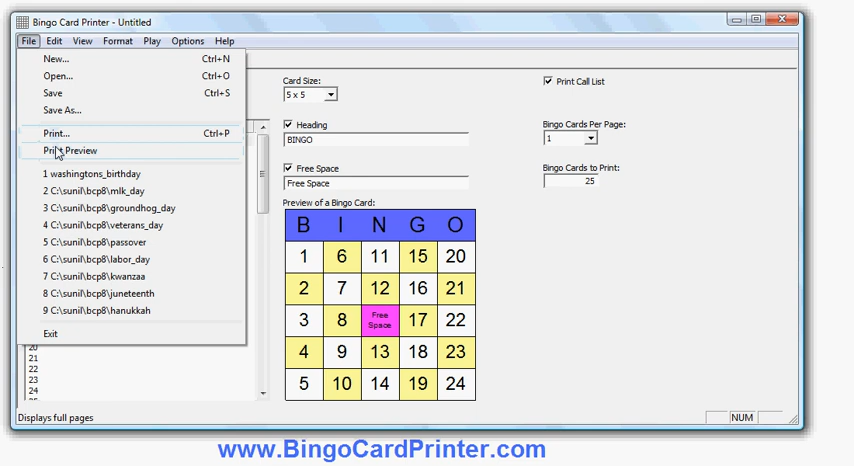 Bingo Card Printer - Untitled
File Edit View Format Play Options Help
New... Ctrl+N
Open... Ctrl+O
Save Ctrl+S
Save As...
Print... Ctrl+P
Print Preview
1 washingtons_birthday
2 C:\sunil\bcp8\mlk_day
3 C:\sunil\bcp8\groundhog_day
4 C:\sunil\bcp8\veterans_day
5 C:\sunil\bcp8\passover
6 C:\sunil\bcp8\labor_day
7 C:\sunil\bcp8\kwanzaa
8 C:\sunil\bcp8\juneteenth
9 C:\sunil\bcp8\hanukkah
Exit
20
21
22
23
24
Card Size:
5 x 5
Heading
BINGO
Free Space
Free Space
Preview of a Bingo Card:
B I N G O
1 6 11 15 20
2 7 12 16 21
3 8 Free Space 17 22
4 9 13 18 23
5 10 14 19 24
Print Call List
Bingo Cards Per Page:
1
Bingo Cards to Print:
25
Displays full pages
NUM
www.BingoCardPrinter.com